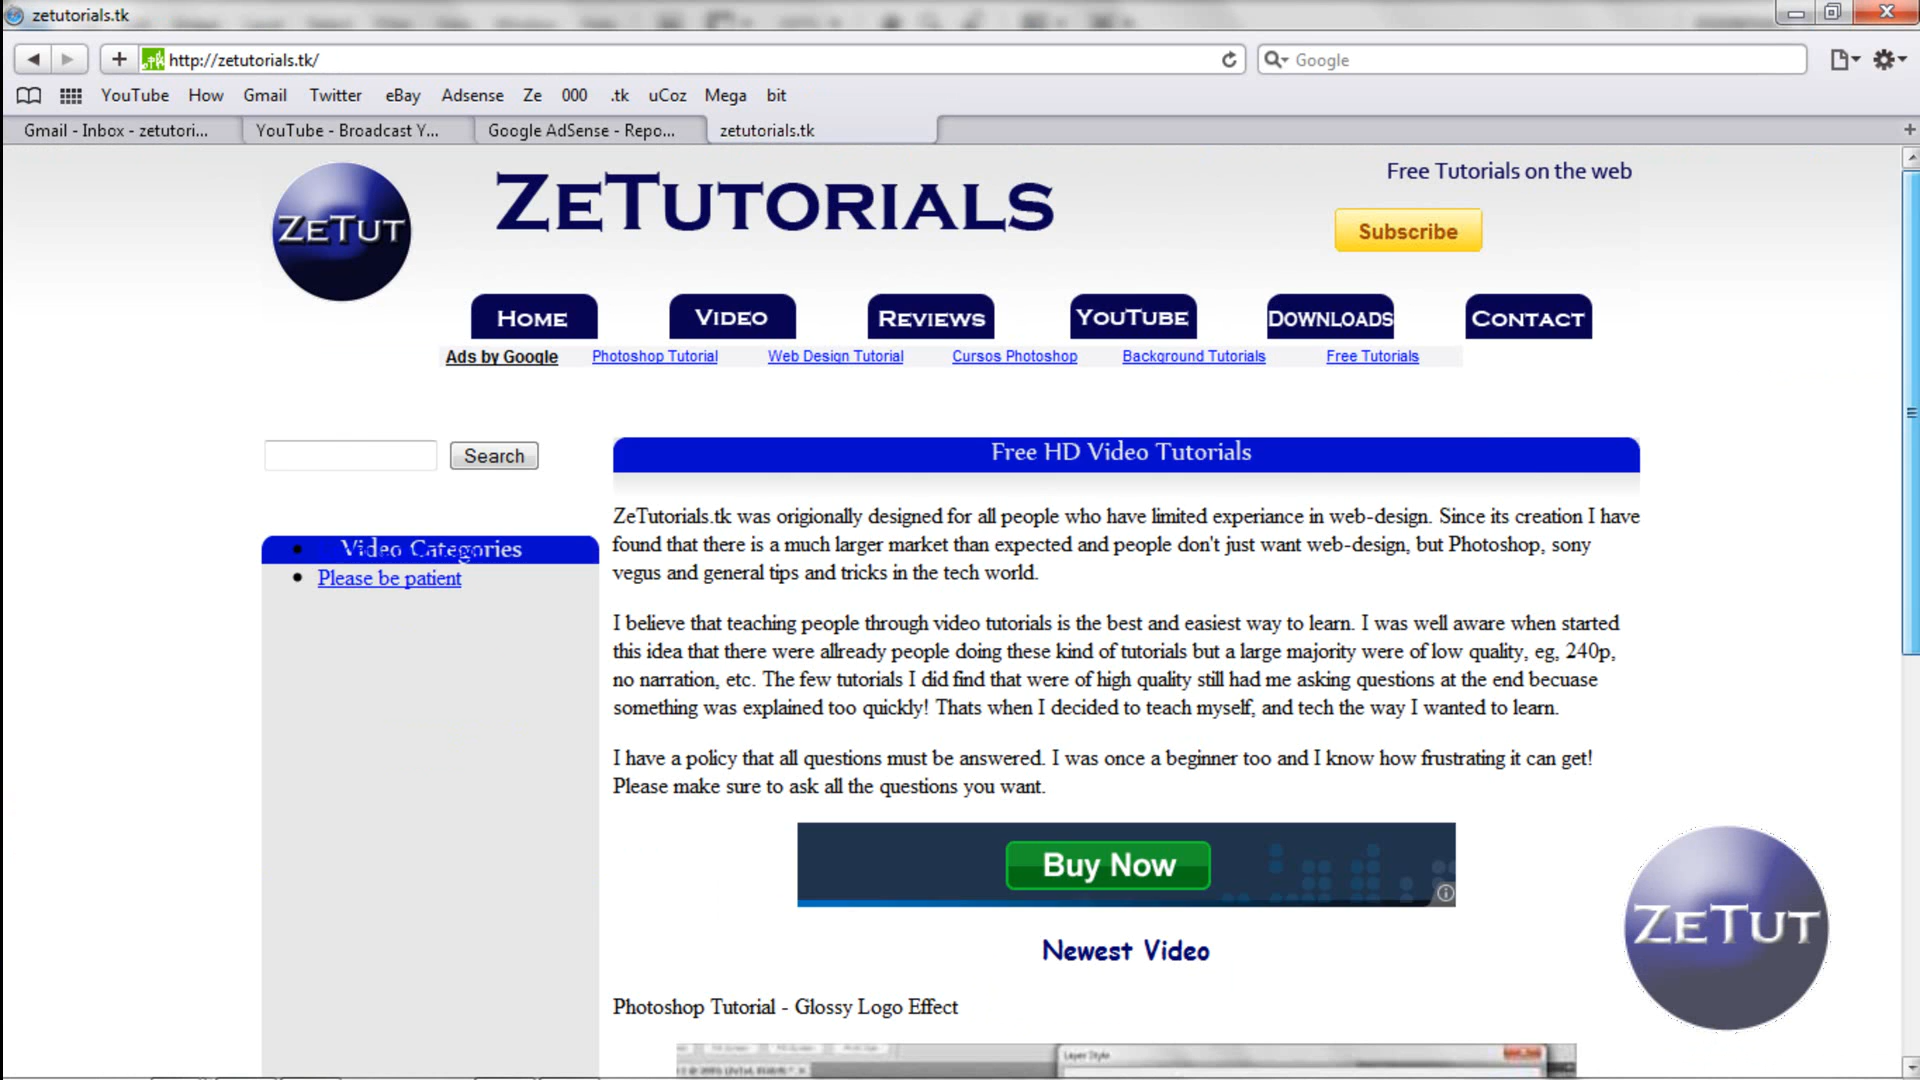 zetutorials.tk
http://zetutorials.tk/
Google
YouTube How Gmail Twitter eBay Adsense Ze 000 .tk uCoz Mega bit
Gmail - Inbox - zetutori... YouTube - Broadcast Y... Google AdSense - Repo... zetutorials.tk
ZeTut
ZeTutorials
Free Tutorials on the web
Subscribe
Home Video Reviews YouTube Downloads Contact
Ads by Google Photoshop Tutorial Web Design Tutorial Cursos Photoshop Background Tutorials Free Tutorials
Search
Free HD Video Tutorials
Video Categories
Please be patient
ZeTutorials.tk was origionally designed for all people who have limited experiance in web-design. Since its creation I have
found that there is a much larger market than expected and people don't just want web-design, but Photoshop, sony
vegus and general tips and tricks in the tech world.
I believe that teaching people through video tutorials is the best and easiest way to learn. I was well aware when started
this idea that there were allready people doing these kind of tutorials but a large majority were of low quality, eg, 240p,
no narration, etc. The few tutorials I did find that were of high quality still had me asking questions at the end becuase
something was explained too quickly! Thats when I decided to teach myself, and tech the way I wanted to learn.
I have a policy that all questions must be answered. I was once a beginner too and I know how frustrating it can get!
Please make sure to ask all the questions you want.
Buy Now
Newest Video
ZeTut
Photoshop Tutorial - Glossy Logo Effect
Layer Style